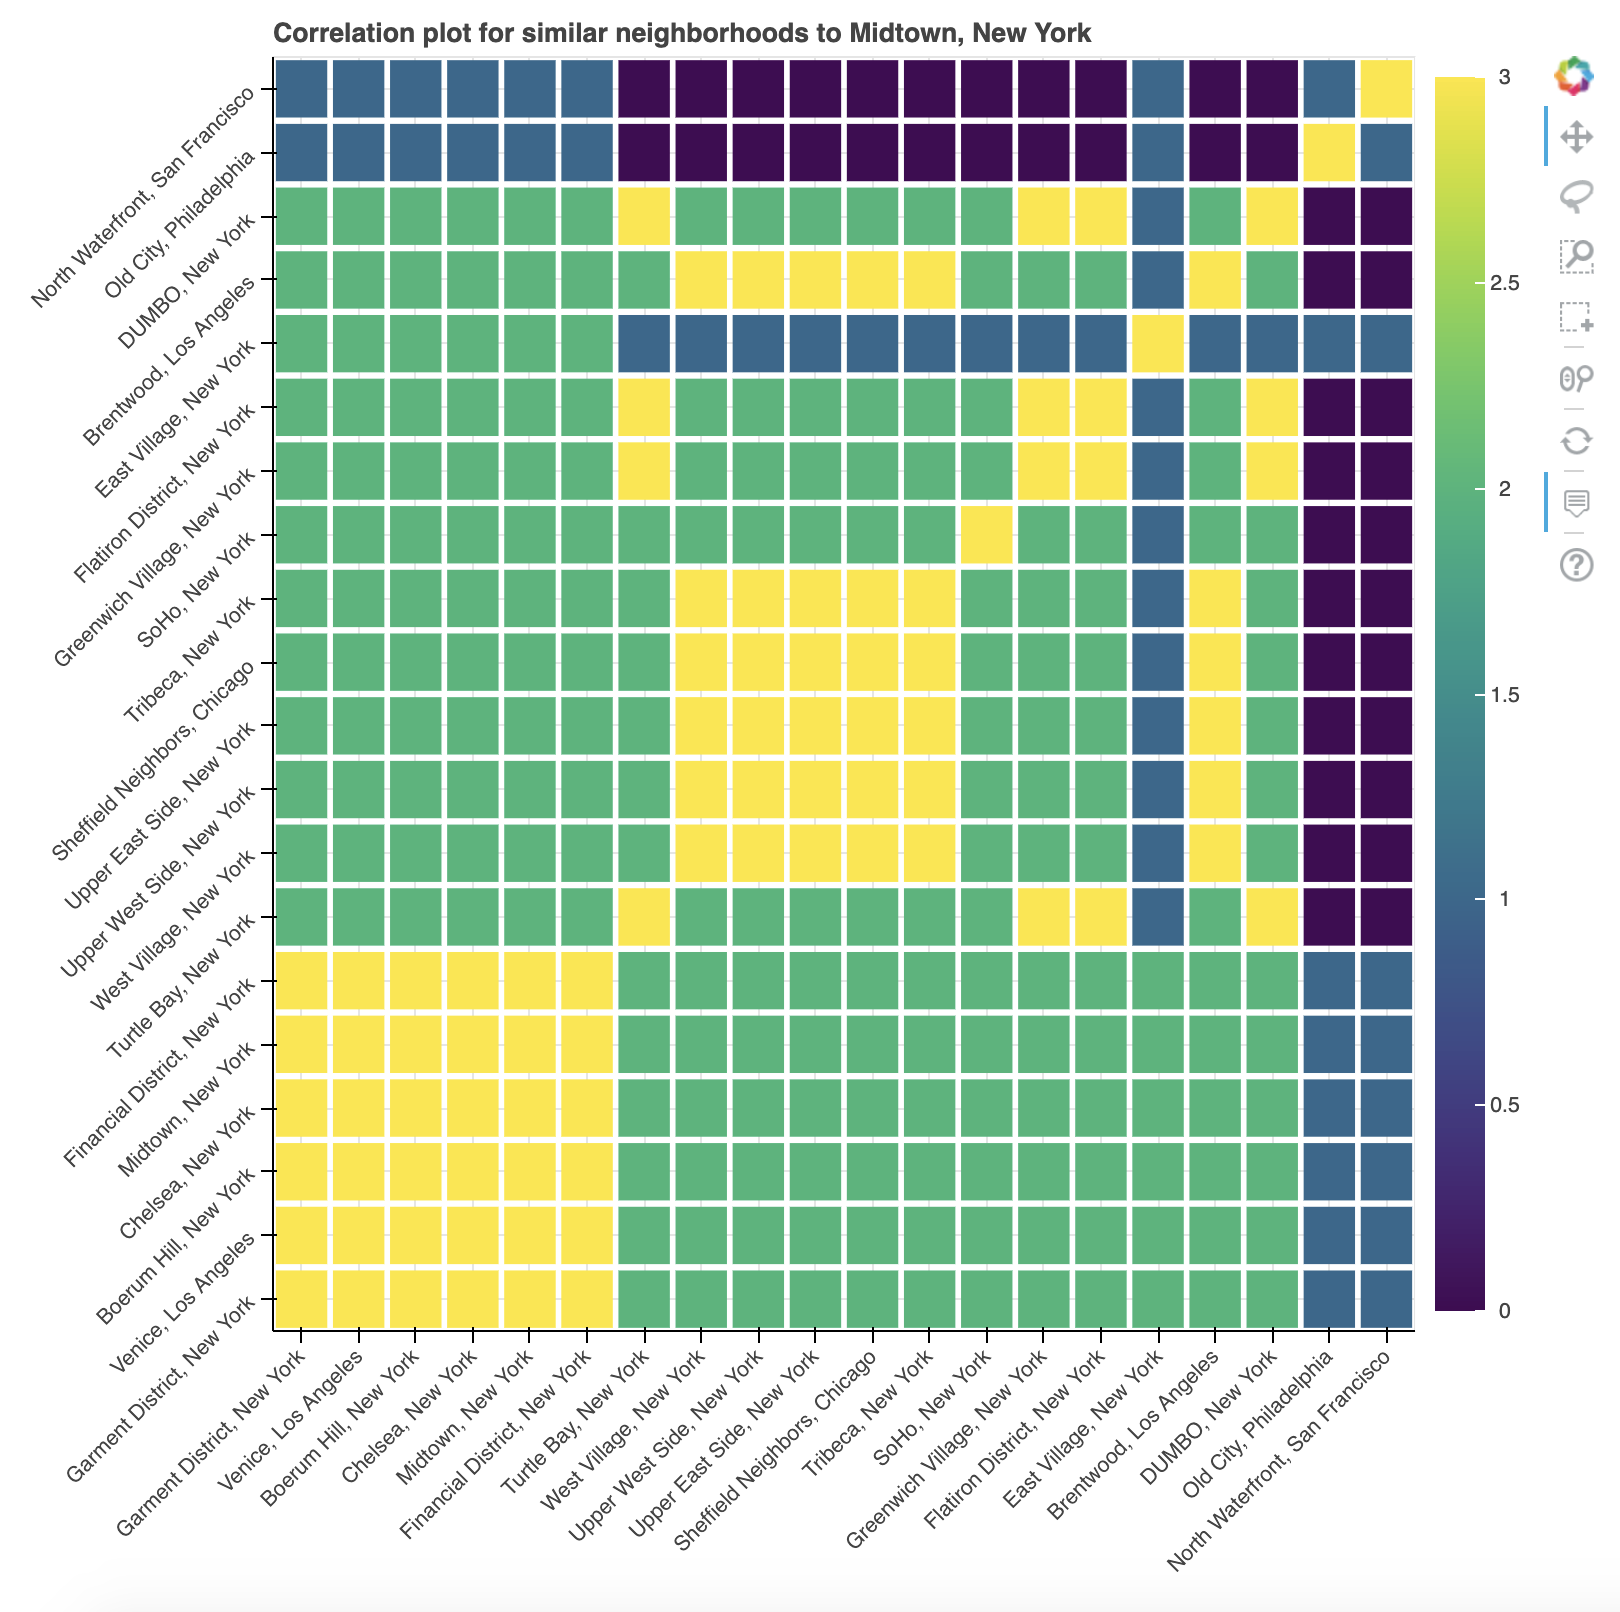 Correlation plot for similar neighborhoods to Midtown, New York
North Waterfront, San Francisco
Old City, Philadelphia
DUMBO, New York
Brentwood, Los Angeles
East Village, New York
Flatiron District, New York
Greenwich Village, New York
SoHo, New York
Tribeca, New York
Sheffield Neighbors, Chicago
Upper East Side, New York
Upper West Side, New York
West Village, New York
Turtle Bay, New York
Financial District, New York
Midtown, New York
Chelsea, New York
Boerum Hill, New York
Venice, Los Angeles
Garment District, New York
Garment District, New York
Venice, Los Angeles
Boerum Hill, New York
Chelsea, New York
Midtown, New York
Financial District, New York
Turtle Bay, New York
West Village, New York
Upper West Side, New York
Upper East Side, New York
Sheffield Neighbors, Chicago
Tribeca, New York
SoHo, New York
Greenwich Village, New York
Flatiron District, New York
East Village, New York
Brentwood, Los Angeles
DUMBO, New York
Old City, Philadelphia
North Waterfront, San Francisco
3
2.5
2
1.5
1
0.5
0
?